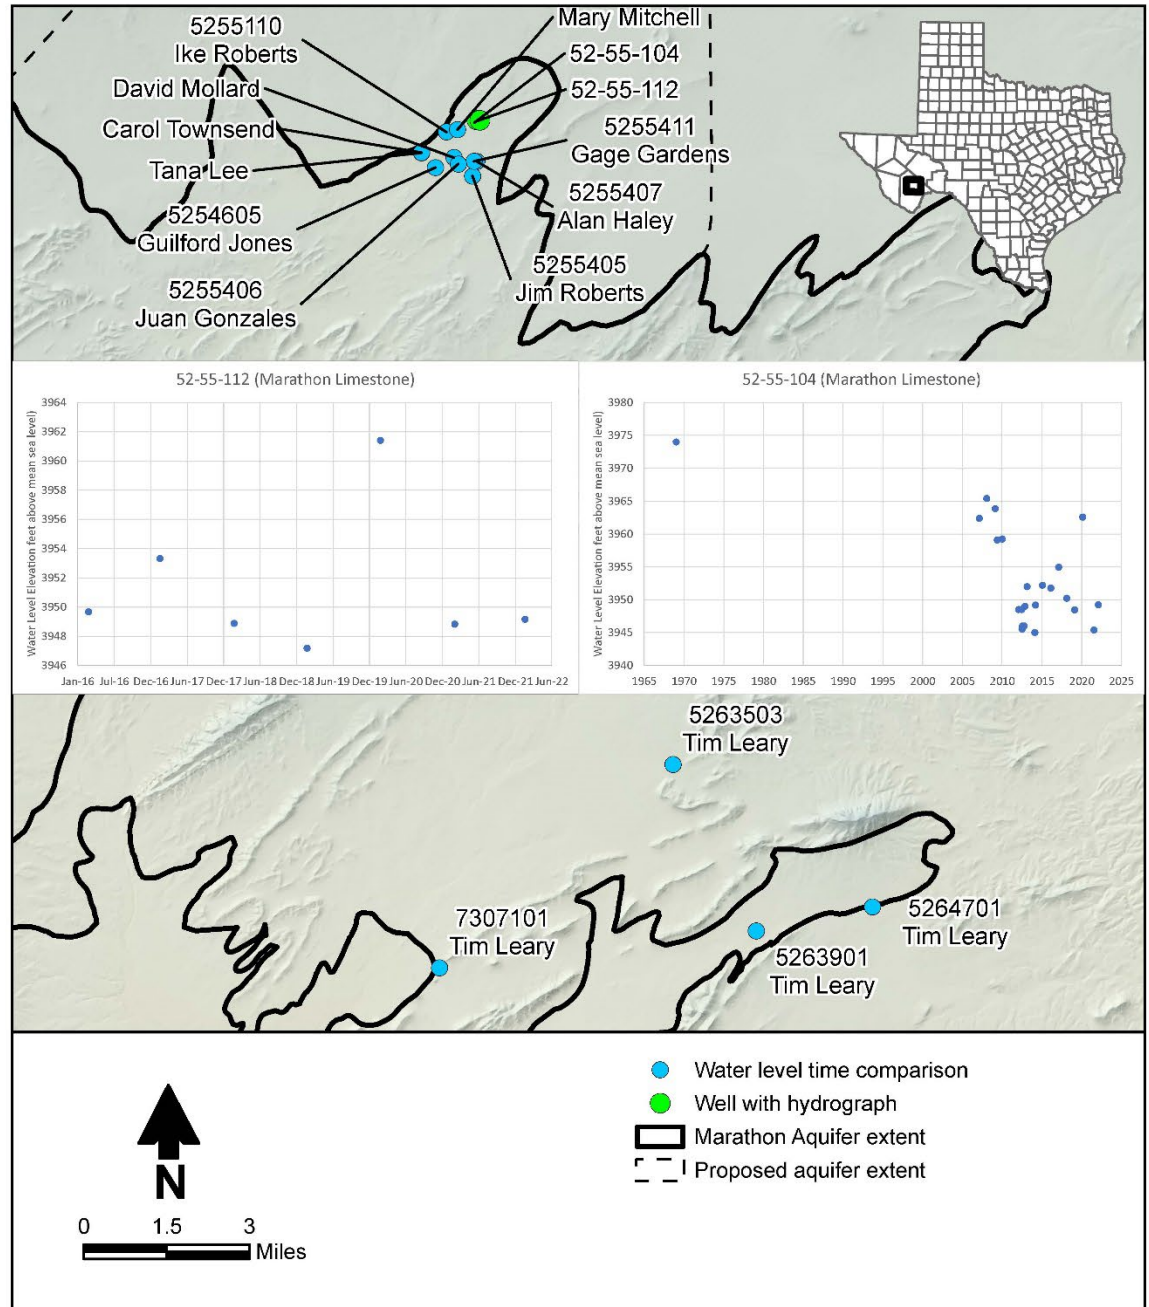 Mary Mitchell
5255110
Ike Roberts
52-55-104
David Mollard
52-55-112
Carol Townsend
5255411
Gage Gardens
Tana Lee
5255407
Alan Haley
5254605
Guilford Jones
5255405
Jim Roberts
5255406
Juan Gonzales
52-55-112 (Marathon Limestone)
Water Level Elevation feet above mean sea level)
3964
3962
3960
3958
3956
3954
3952
3950
3948
3946
Jan-16 Jul-16 Dec-16 Jun-17 Dec-17 Jun-18 Dec-18 Jun-19 Dec-19 Jun-20 Dec-20 Jun-21 Dec-21 Jun-22
52-55-104 (Marathon Limestone)
Water Level Elevation feet above mean sea level)
3980
3975
3970
3965
3960
3955
3950
3945
3940
1965 1970 1975 1980 1985 1990 1995 2000 2005 2010 2015 2020 2025
5263503
Tim Leary
7307101
Tim Leary
5264701
Tim Leary
5263901
Tim Leary
N
0 1.5 3
Miles
Water level time comparison
Well with hydrograph
Marathon Aquifer extent
Proposed aquifer extent